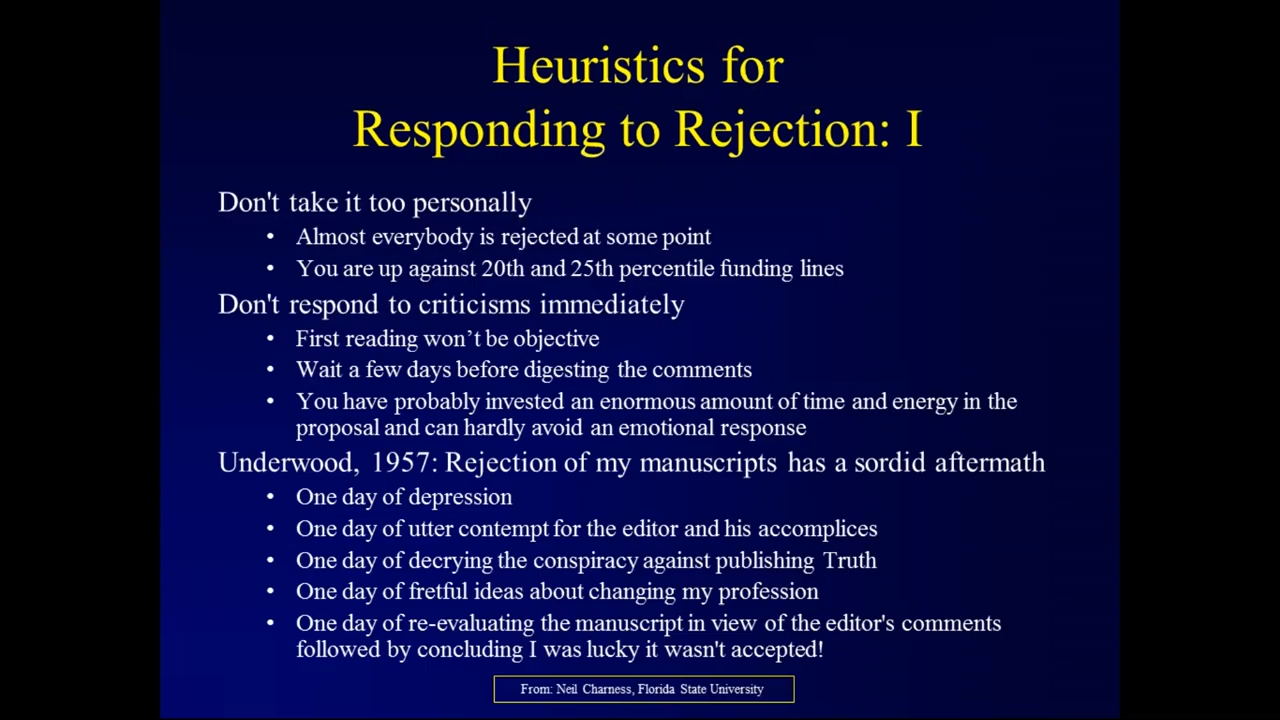 Heuristics for
Responding to Rejection: I
Don't take it too personally
• Almost everybody is rejected at some point
• You are up against 20th and 25th percentile funding lines
Don't respond to criticisms immediately
• First reading won’t be objective
• Wait a few days before digesting the comments
• You have probably invested an enormous amount of time and energy in the
proposal and can hardly avoid an emotional response
Underwood, 1957: Rejection of my manuscripts has a sordid aftermath
• One day of depression
• One day of utter contempt for the editor and his accomplices
• One day of decrying the conspiracy against publishing Truth
• One day of fretful ideas about changing my profession
• One day of re-evaluating the manuscript in view of the editor's comments
followed by concluding I was lucky it wasn't accepted!
From: Neil Charness, Florida State University